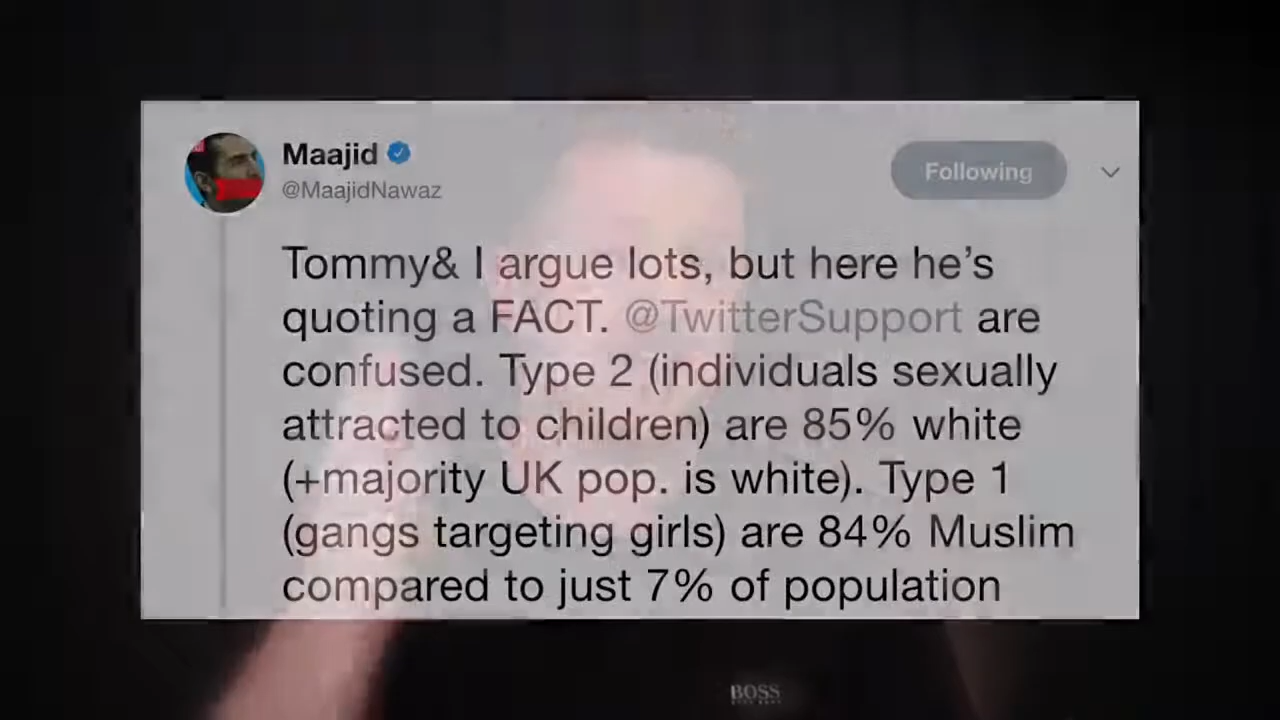 Maajid
@MaajidNawaz
Following
Tommy& I argue lots, but here he's
quoting a FACT. @TwitterSupport are
confused. Type 2 (individuals sexually
attracted to children) are 85% white
(+majority UK pop. is white). Type 1
(gangs targeting girls) are 84% Muslim
compared to just 7% of population
BOSS